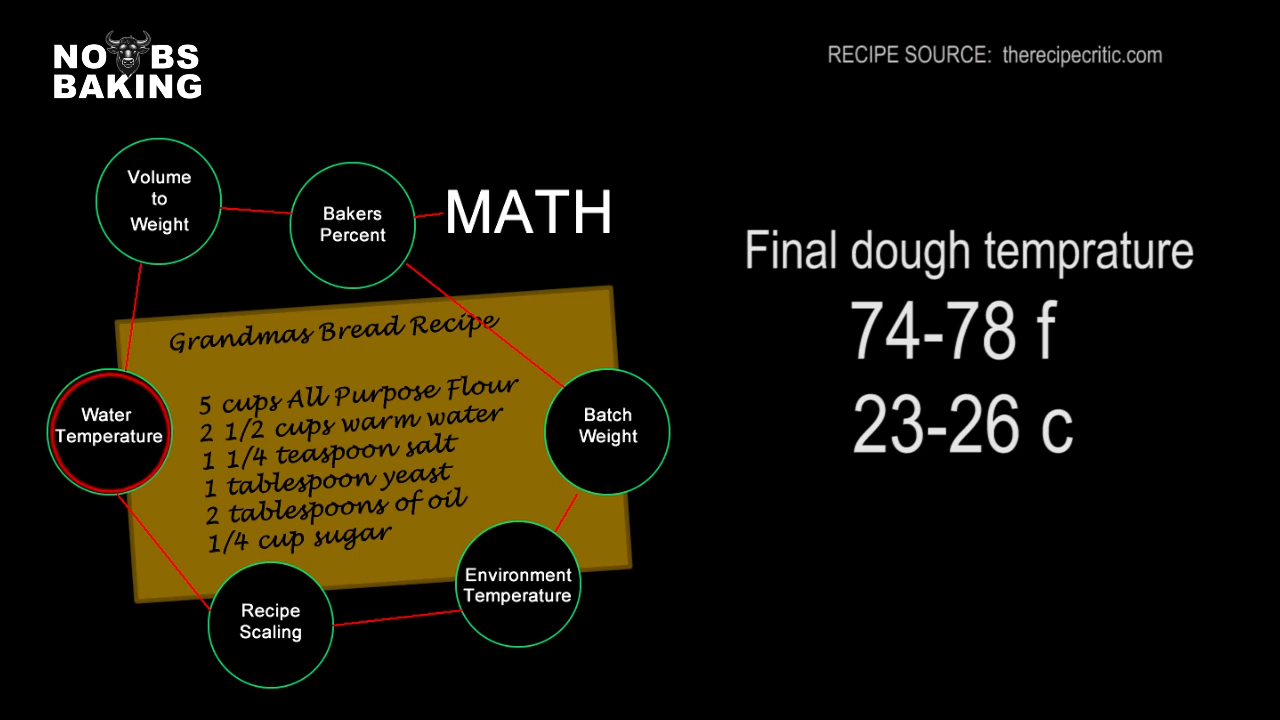 NO BS
BAKING
RECIPE SOURCE: therecipecritic.com
Volume
to
Weight
Bakers
Percent
MATH
Final dough temprature
74-78 f
23-26 c
Grandmas Bread Recipe
5 cups All Purpose Flour
2 1/2 cups warm water
1 1/4 teaspoon salt
1 tablespoon yeast
2 tablespoons of oil
1/4 cup sugar
Water
Temperature
Batch
Weight
Environment
Temperature
Recipe
Scaling